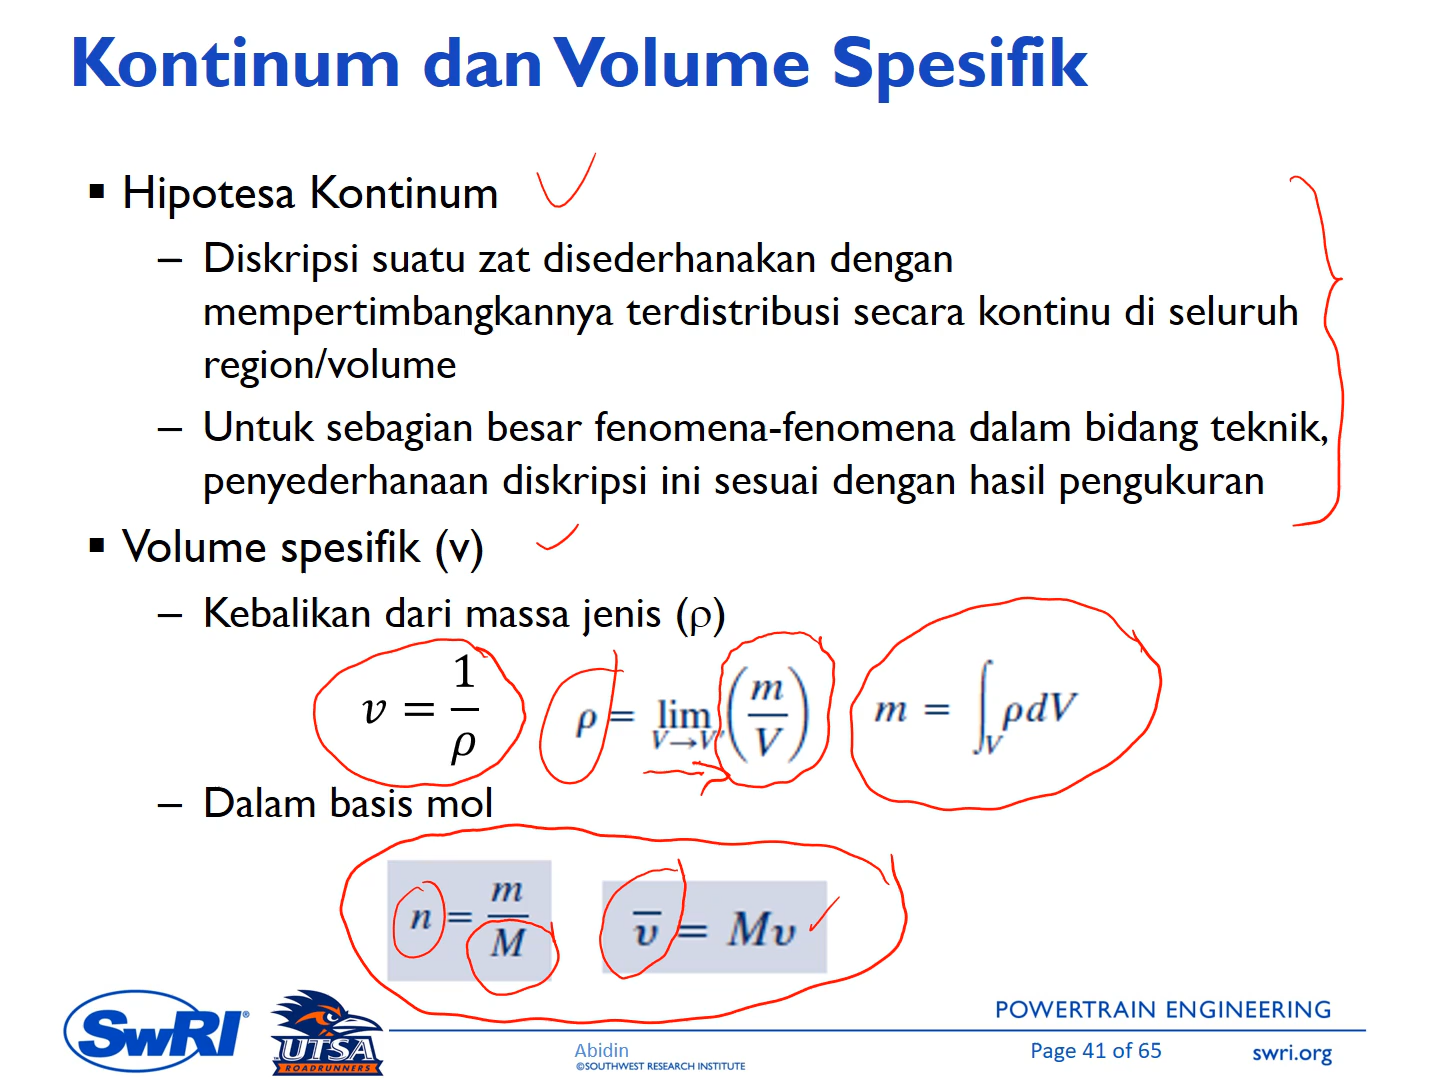 Kontinum dan Volume Spesifik
▪ Hipotesa Kontinum
– Diskripsi suatu zat disederhanakan dengan
mempertimbangkannya terdistribusi secara kontinu di seluruh
region/volume
– Untuk sebagian besar fenomena-fenomena dalam bidang teknik,
penyederhanaan diskripsi ini sesuai dengan hasil pengukuran
▪ Volume spesifik (v)
– Kebalikan dari massa jenis (ρ)
v = 1/ρ ρ = lim V→V' (m/V) m = ∫V ρdV
– Dalam basis mol
n = m/M v̅ = Mv
SwRI® UTSA ROADRUNNERS
POWERTRAIN ENGINEERING
Abidin
©SOUTHWEST RESEARCH INSTITUTE
Page 41 of 65
swri.org